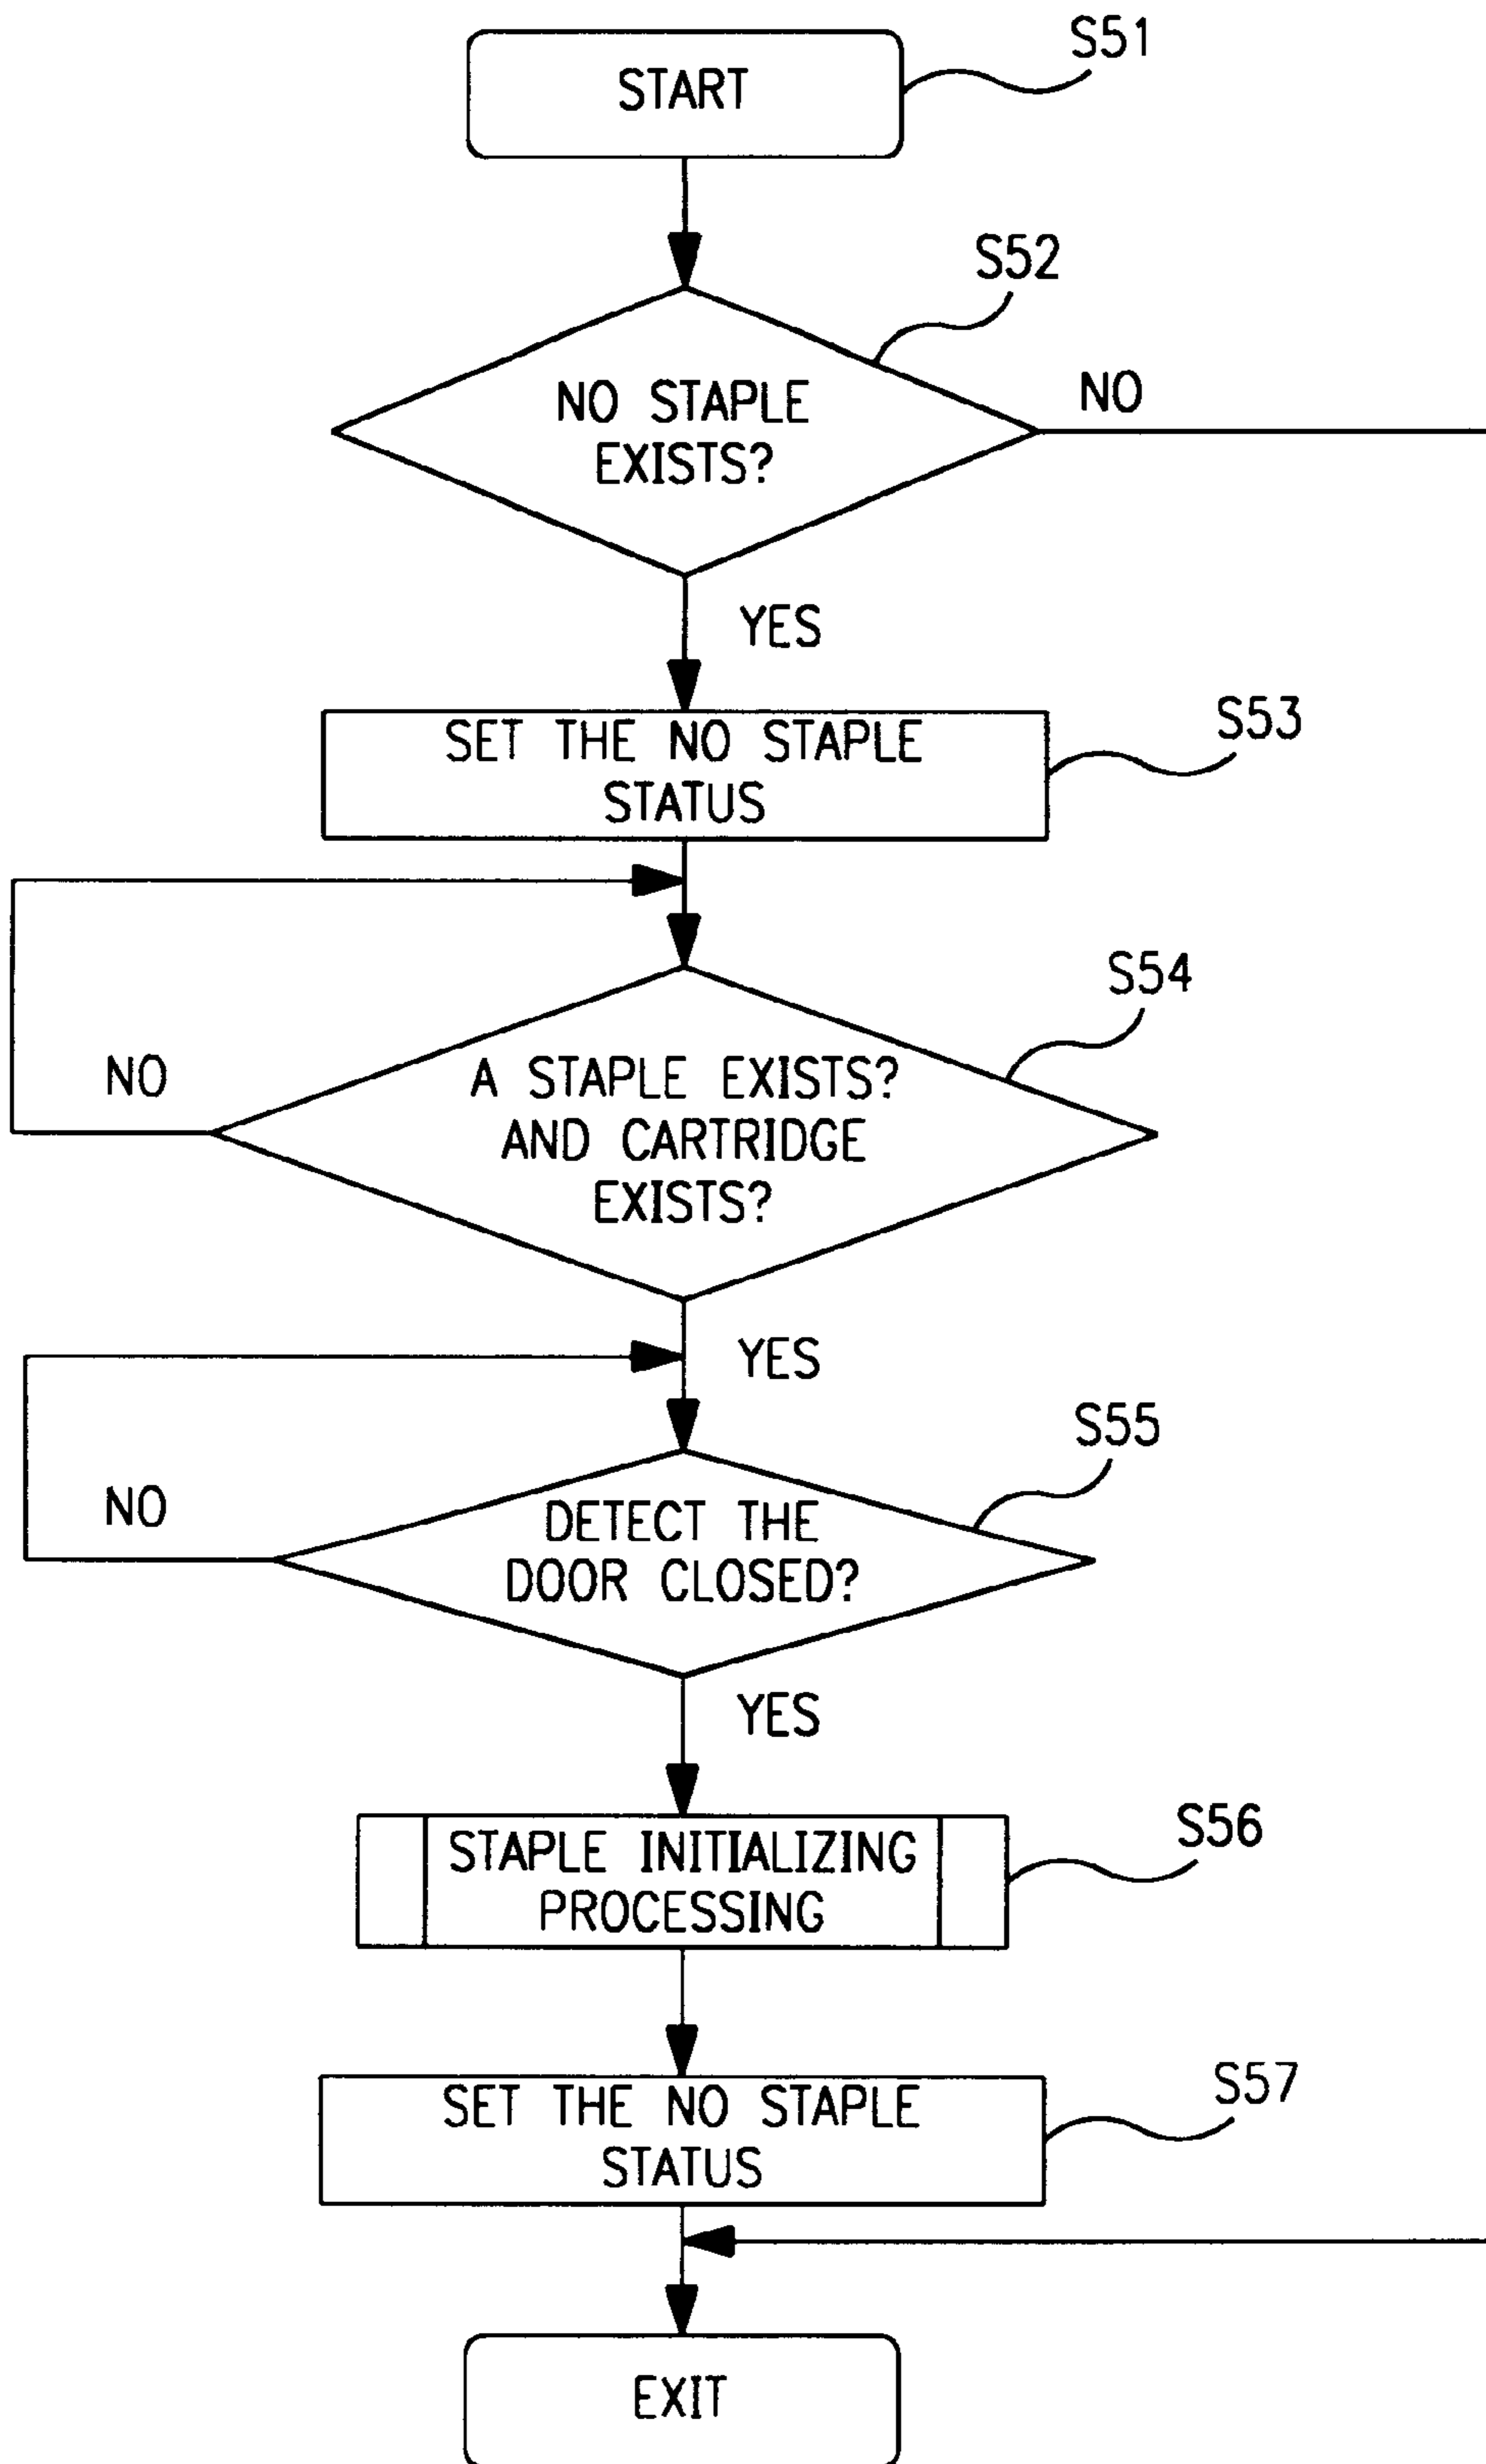 START
S51
S52
NO STAPLE
EXISTS?
NO
YES
SET THE NO STAPLE
STATUS
S53
S54
NO
A STAPLE EXISTS?
AND CARTRIDGE
EXISTS?
YES
S55
NO
DETECT THE
DOOR CLOSED?
YES
STAPLE INITIALIZING
PROCESSING
S56
SET THE NO STAPLE
STATUS
S57
EXIT